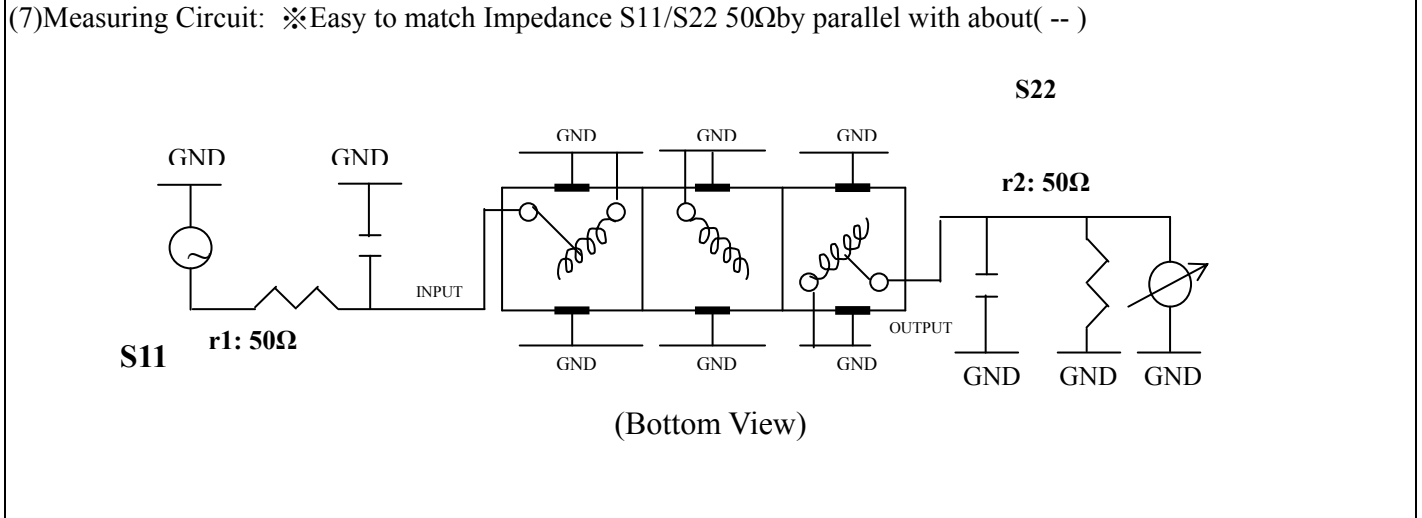 (7)Measuring Circuit: ※Easy to match Impedance S11/S22 50Ωby parallel with about( -- )
S22
GND GND GND GND GND
r2: 50Ω
INPUT
r1: 50Ω
S11
OUTPUT
GND GND GND GND GND GND
(Bottom View)